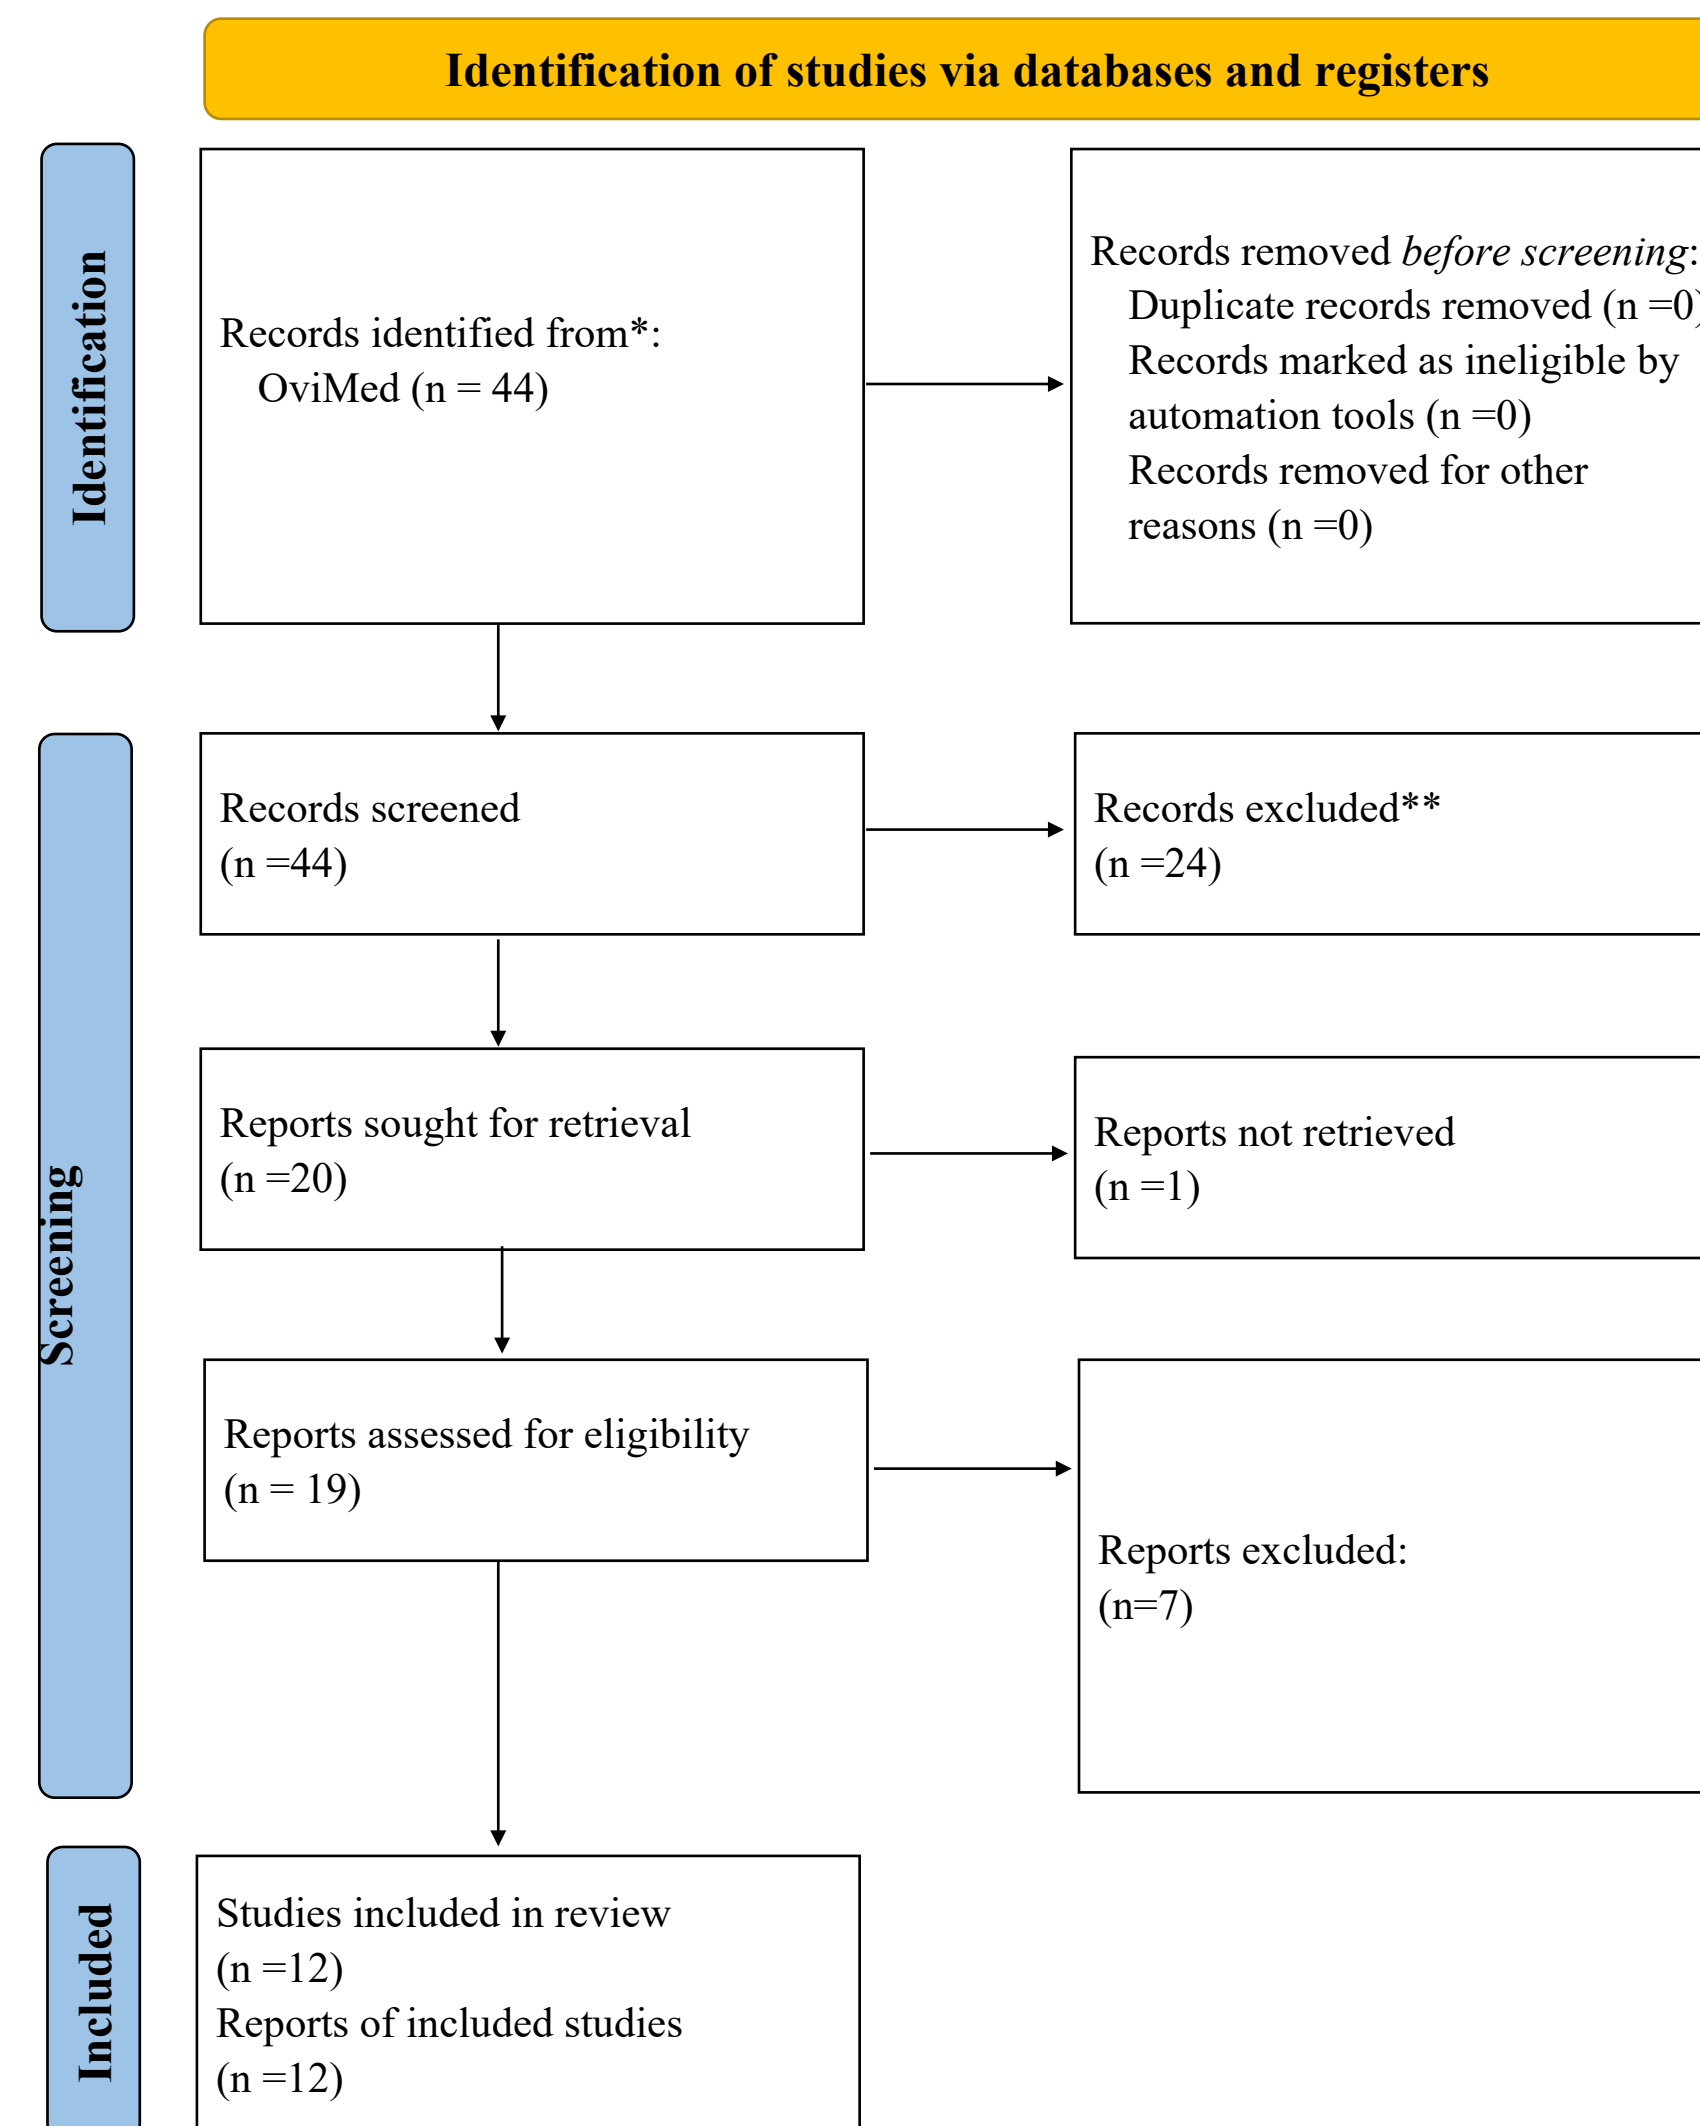 Identification of studies via databases and registers
Identification
Records identified from*:
OviMed (n = 44)
Records removed before screening:
Duplicate records removed (n =0)
Records marked as ineligible by
automation tools (n =0)
Records removed for other
reasons (n =0)
Screening
Records screened
(n =44)
Records excluded**
(n =24)
Reports sought for retrieval
(n =20)
Reports not retrieved
(n =1)
Reports assessed for eligibility
(n = 19)
Reports excluded:
(n=7)
Included
Studies included in review
(n =12)
Reports of included studies
(n =12)